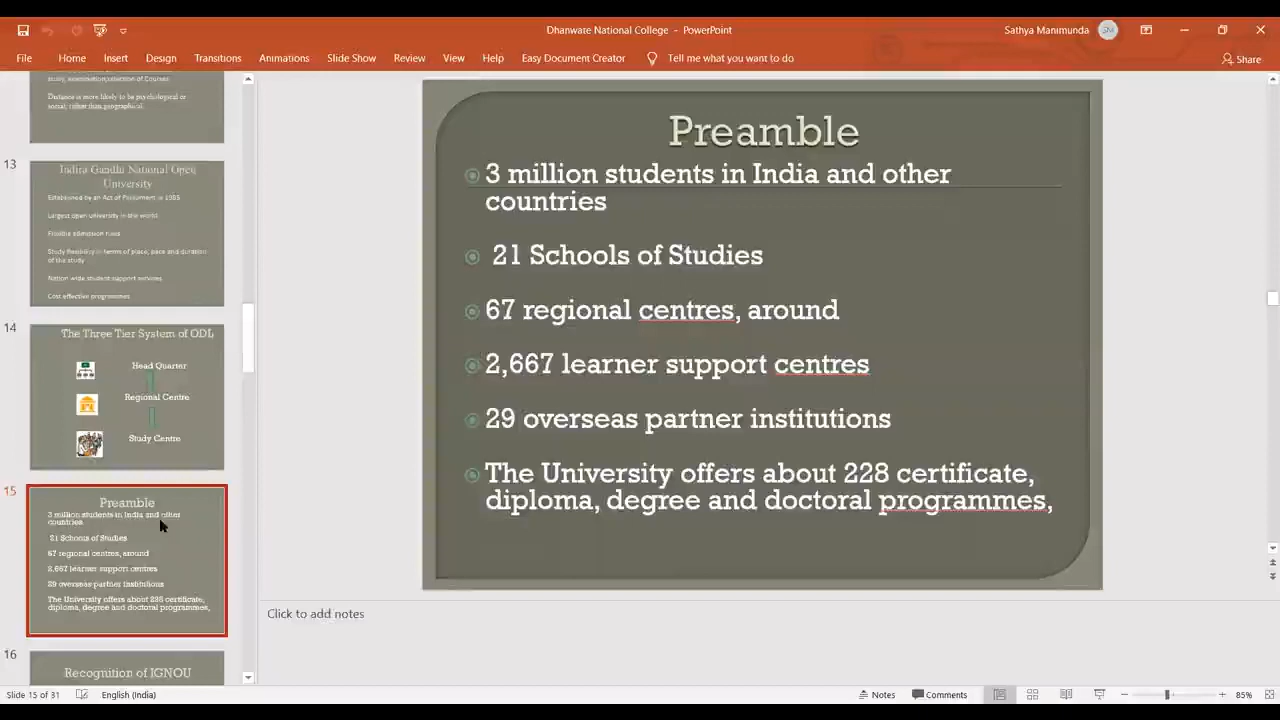 Dhanwate National College - PowerPoint
Sathya Manimunda
SM
File
Home
Insert
Design
Transitions
Animations
Slide Show
Review
View
Help
Easy Document Creator
Tell me what you want to do
Share
Distance is more likely to be psychological or
social, rather than geographical.
13
Indira Gandhi National Open
University
Established by an Act of Parliament in 1985
Largest open university in the world
Flexible admission rules
Study flexibility in terms of place, pace and duration
of the study
Nation wide student support services
Cost effective programmes
14
The Three Tier System of ODL
Head Quarter
Regional Centre
Study Centre
15
Preamble
3 million students in India and other
countries
21 Schools of Studies
67 regional centres, around
2,667 learner support centres
29 overseas partner institutions
The University offers about 228 certificate,
diploma, degree and doctoral programmes,
16
Recognition of IGNOU
Preamble
3 million students in India and other
countries
21 Schools of Studies
67 regional centres, around
2,667 learner support centres
29 overseas partner institutions
The University offers about 228 certificate,
diploma, degree and doctoral programmes,
Click to add notes
Slide 15 of 31
English (India)
Notes
Comments
85%